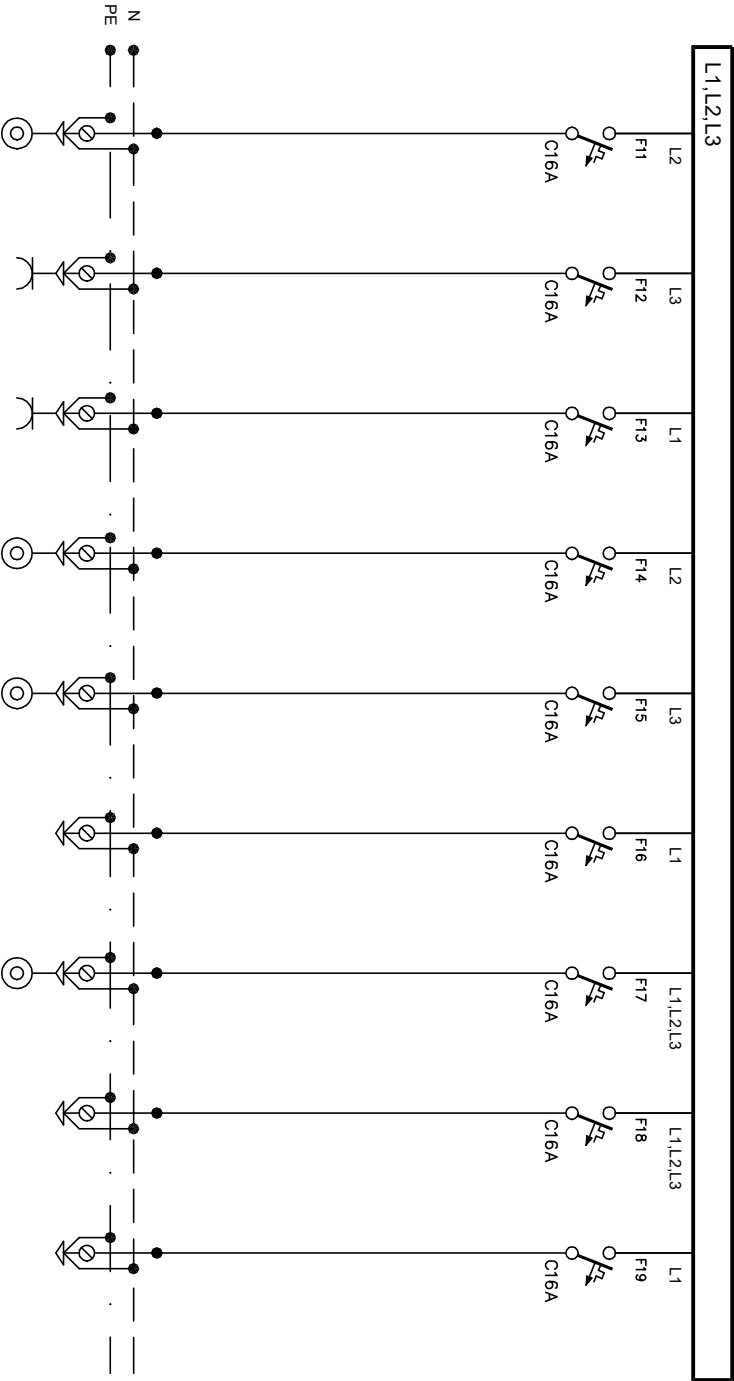 L1,L2,L3
L2
F11
C16A
L3
F12
C16A
L1
F13
C16A
L2
F14
C16A
L3
F15
C16A
L1
F16
C16A
L1,L2,L3
F17
C16A
L1,L2,L3
F18
C16A
L1
F19
C16A
N
PE